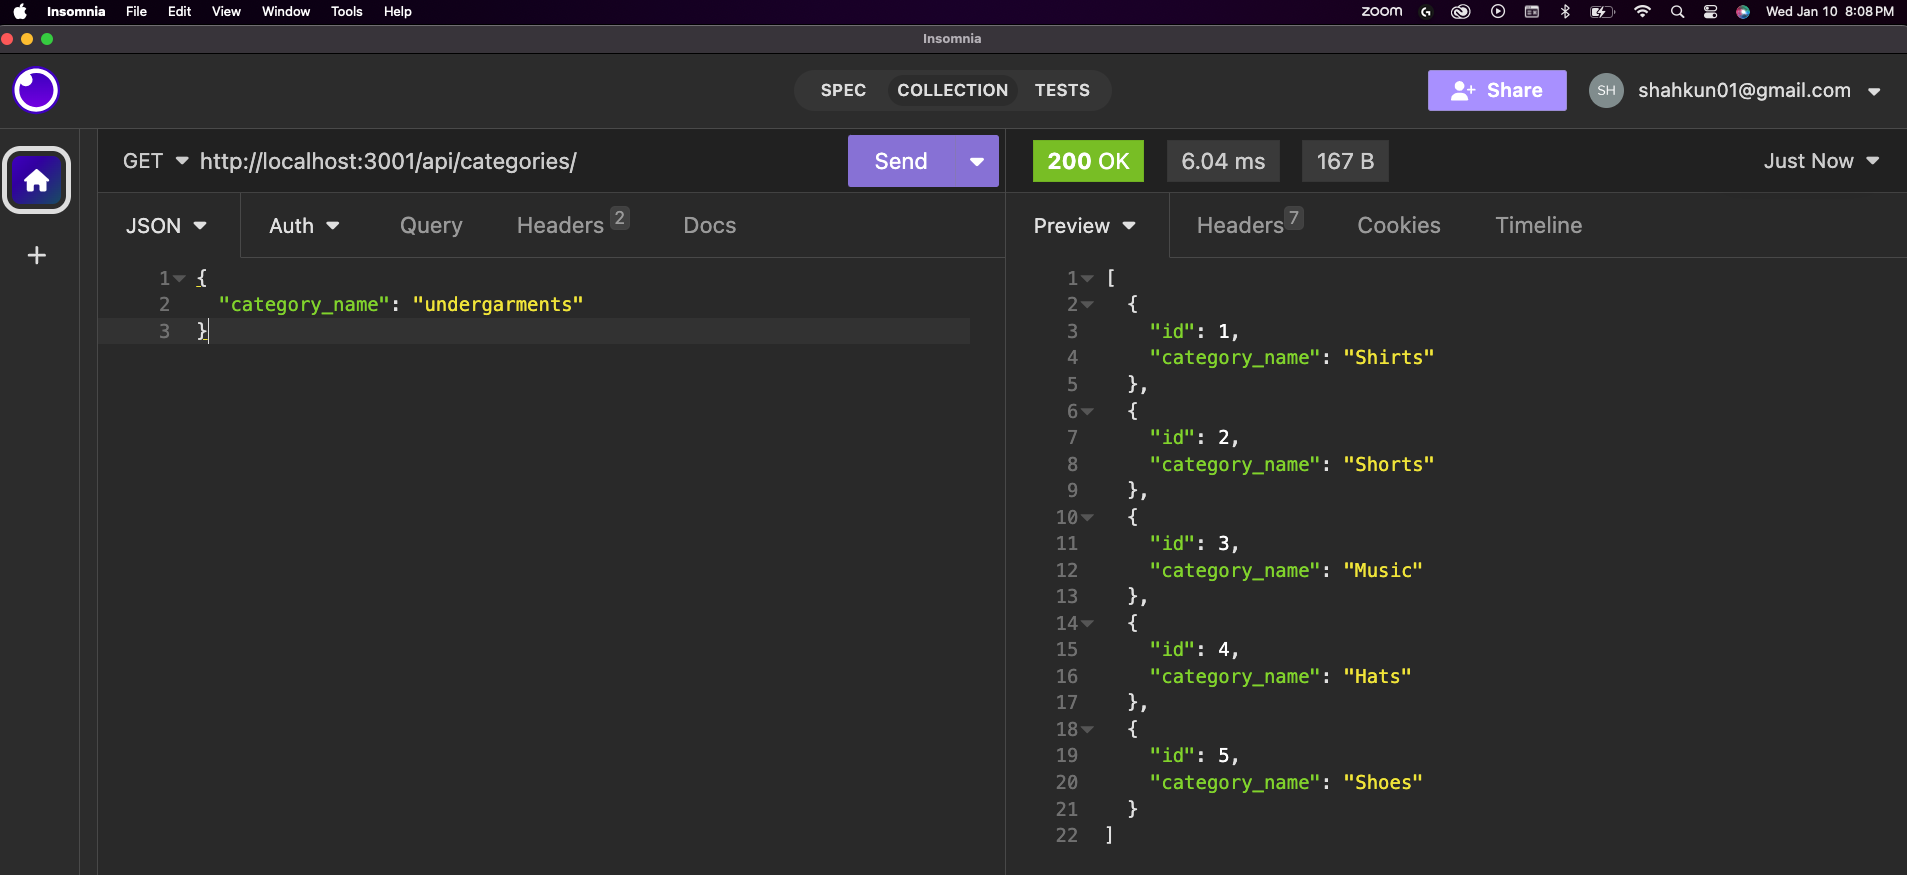 Insomnia File Edit View Window Tools Help zoom Wed Jan 10 8:08 PM
Insomnia
SPEC COLLECTION TESTS Share SH shahkun01@gmail.com
GET http://localhost:3001/api/categories/ Send 200 OK 6.04 ms 167 B Just Now
JSON Auth Query Headers 2 Docs
1 {
2 "category_name": "undergarments"
3 }
Preview Headers 7 Cookies Timeline
1 [
2 {
3 "id": 1,
4 "category_name": "Shirts"
5 },
6 {
7 "id": 2,
8 "category_name": "Shorts"
9 },
10 {
11 "id": 3,
12 "category_name": "Music"
13 },
14 {
15 "id": 4,
16 "category_name": "Hats"
17 },
18 {
19 "id": 5,
20 "category_name": "Shoes"
21 }
22 ]